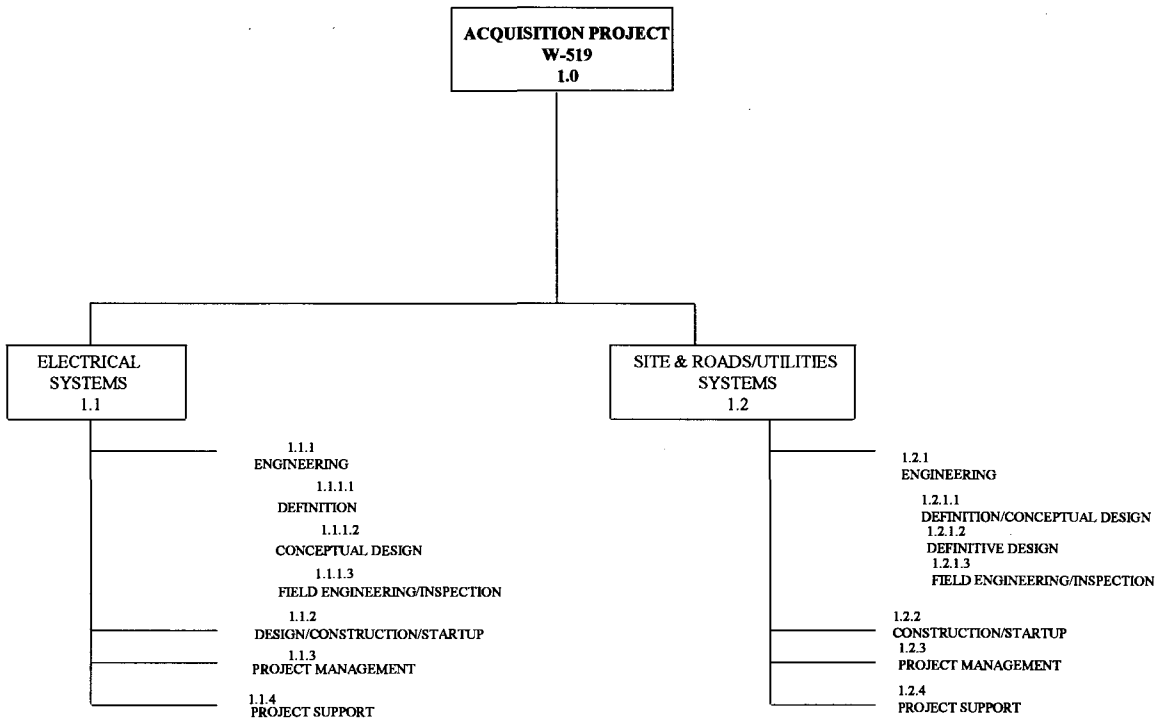 ACQUISITION PROJECT
W-519
1.0
ELECTRICAL
SYSTEMS
1.1
1.1.1
ENGINEERING
1.1.1.1
DEFINITION
1.1.1.2
CONCEPTUAL DESIGN
1.1.1.3
FIELD ENGINEERING/INSPECTION
1.1.2
DESIGN/CONSTRUCTION/STARTUP
1.1.3
PROJECT MANAGEMENT
1.1.4
PROJECT SUPPORT
SITE & ROADS/UTILITIES
SYSTEMS
1.2
1.2.1
ENGINEERING
1.2.1.1
DEFINITION/CONCEPTUAL DESIGN
1.2.1.2
DEFINITIVE DESIGN
1.2.1.3
FIELD ENGINEERING/INSPECTION
1.2.2
CONSTRUCTION/STARTUP
1.2.3
PROJECT MANAGEMENT
1.2.4
PROJECT SUPPORT